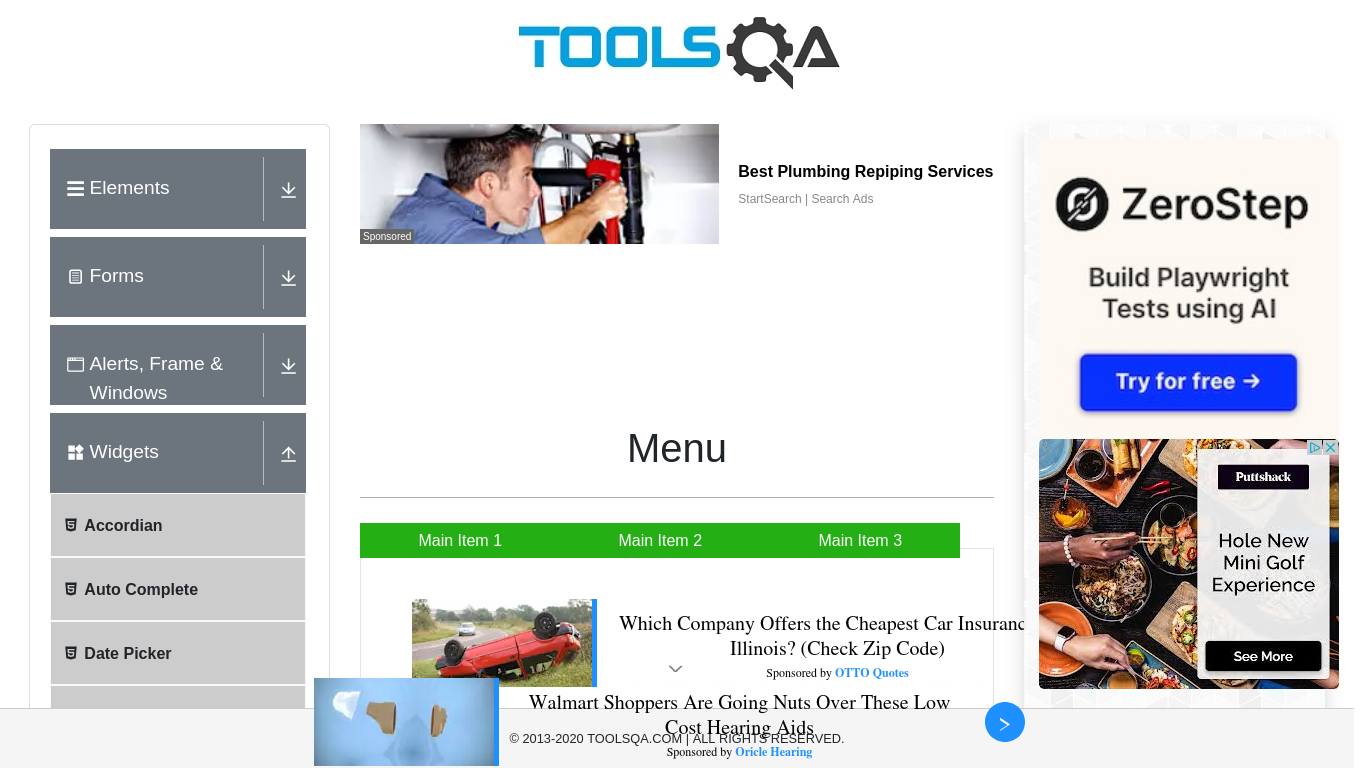 TOOLSQA
Elements
Forms
Alerts, Frame &
Windows
Widgets
Accordian
Auto Complete
Date Picker
Sponsored
Best Plumbing Repiping Services
StartSearch | Search Ads
Menu
Main Item 1
Main Item 2
Main Item 3
Which Company Offers the Cheapest Car Insuranc
Illinois? (Check Zip Code)
Sponsored by OTTO Quotes
Walmart Shoppers Are Going Nuts Over These Low
Cost Hearing Aids
Sponsored by Oricle Hearing
© 2013-2020 TOOLSQA.COM | ALL RIGHTS RESERVED.
ZeroStep
Build Playwright
Tests using AI
Try for free →
Puttshack
Hole New
Mini Golf
Experience
See More